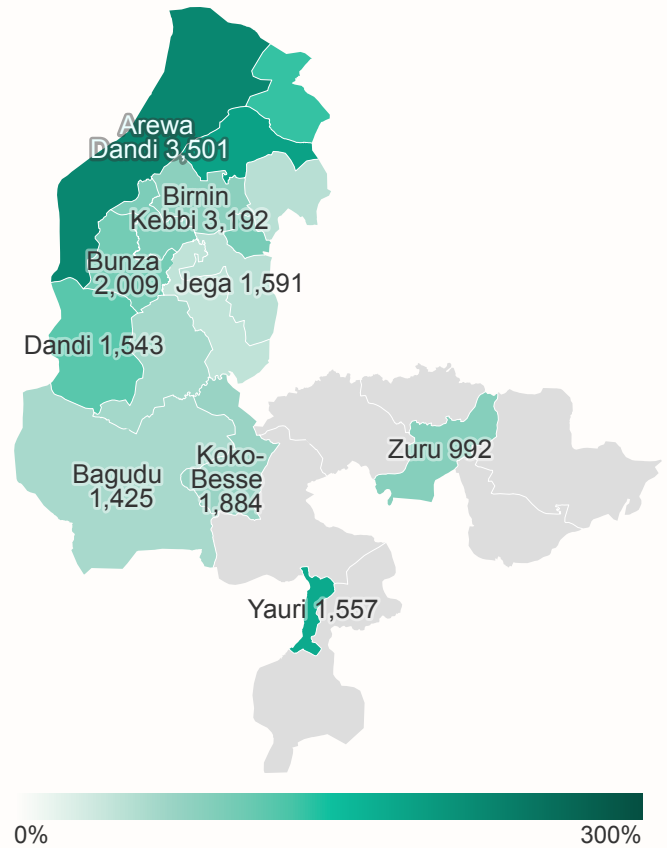 Arewa
Dandi 3,501
Birnin
Kebbi 3,192
Bunza
2,009
Jega 1,591
Dandi 1,543
Zuru 992
Koko-
Besse
1,884
Bagudu
1,425
Yauri 1,557
0%
300%